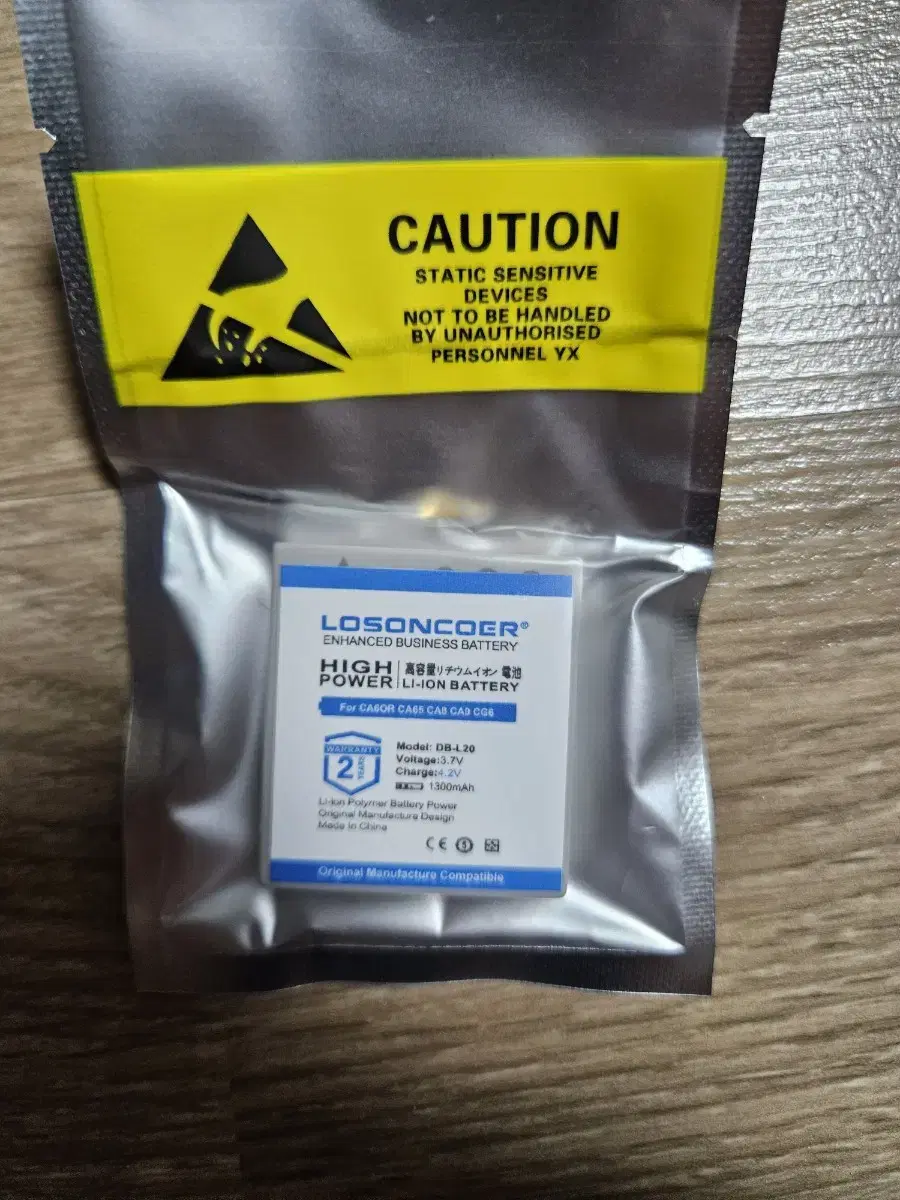 CAUTION
STATIC SENSITIVE
DEVICES
NOT TO BE HANDLED
BY UNAUTHORISED
PERSONNEL YX
LOSONCOER®
ENHANCED BUSINESS BATTERY
HIGH POWER
高容量リチウムイオン 電池
LI-ION BATTERY
For CA6OR CA65 CA8 CA9 CG6
WARRANTY
2 YEARS
Model: DB-L20
Voltage:3.7V
Charge:4.2V
1300mAh
Li-Ion Polymer Battery Power
Original Manufacture Design
Made in China
CE
Original Manufacture Compatible